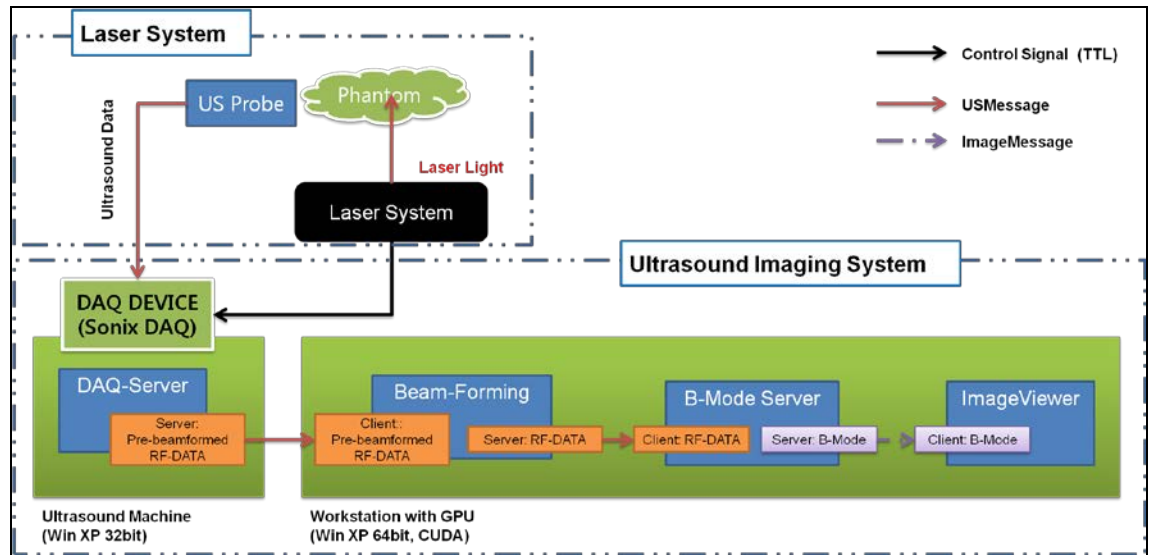 Laser System
Control Signal (TTL)
USMessage
ImageMessage
US Probe
Phantom
Ultrasound Data
Laser Light
Laser System
Ultrasound Imaging System
DAQ DEVICE
(Sonix DAQ)
DAQ-Server
Server:
Pre-beamformed
RF-DATA
Beam-Forming
Client::
Pre-beamformed
RF-DATA
Server: RF-DATA
B-Mode Server
Client: RF-DATA
Server: B-Mode
ImageViewer
Client: B-Mode
Ultrasound Machine
(Win XP 32bit)
Workstation with GPU
(Win XP 64bit, CUDA)